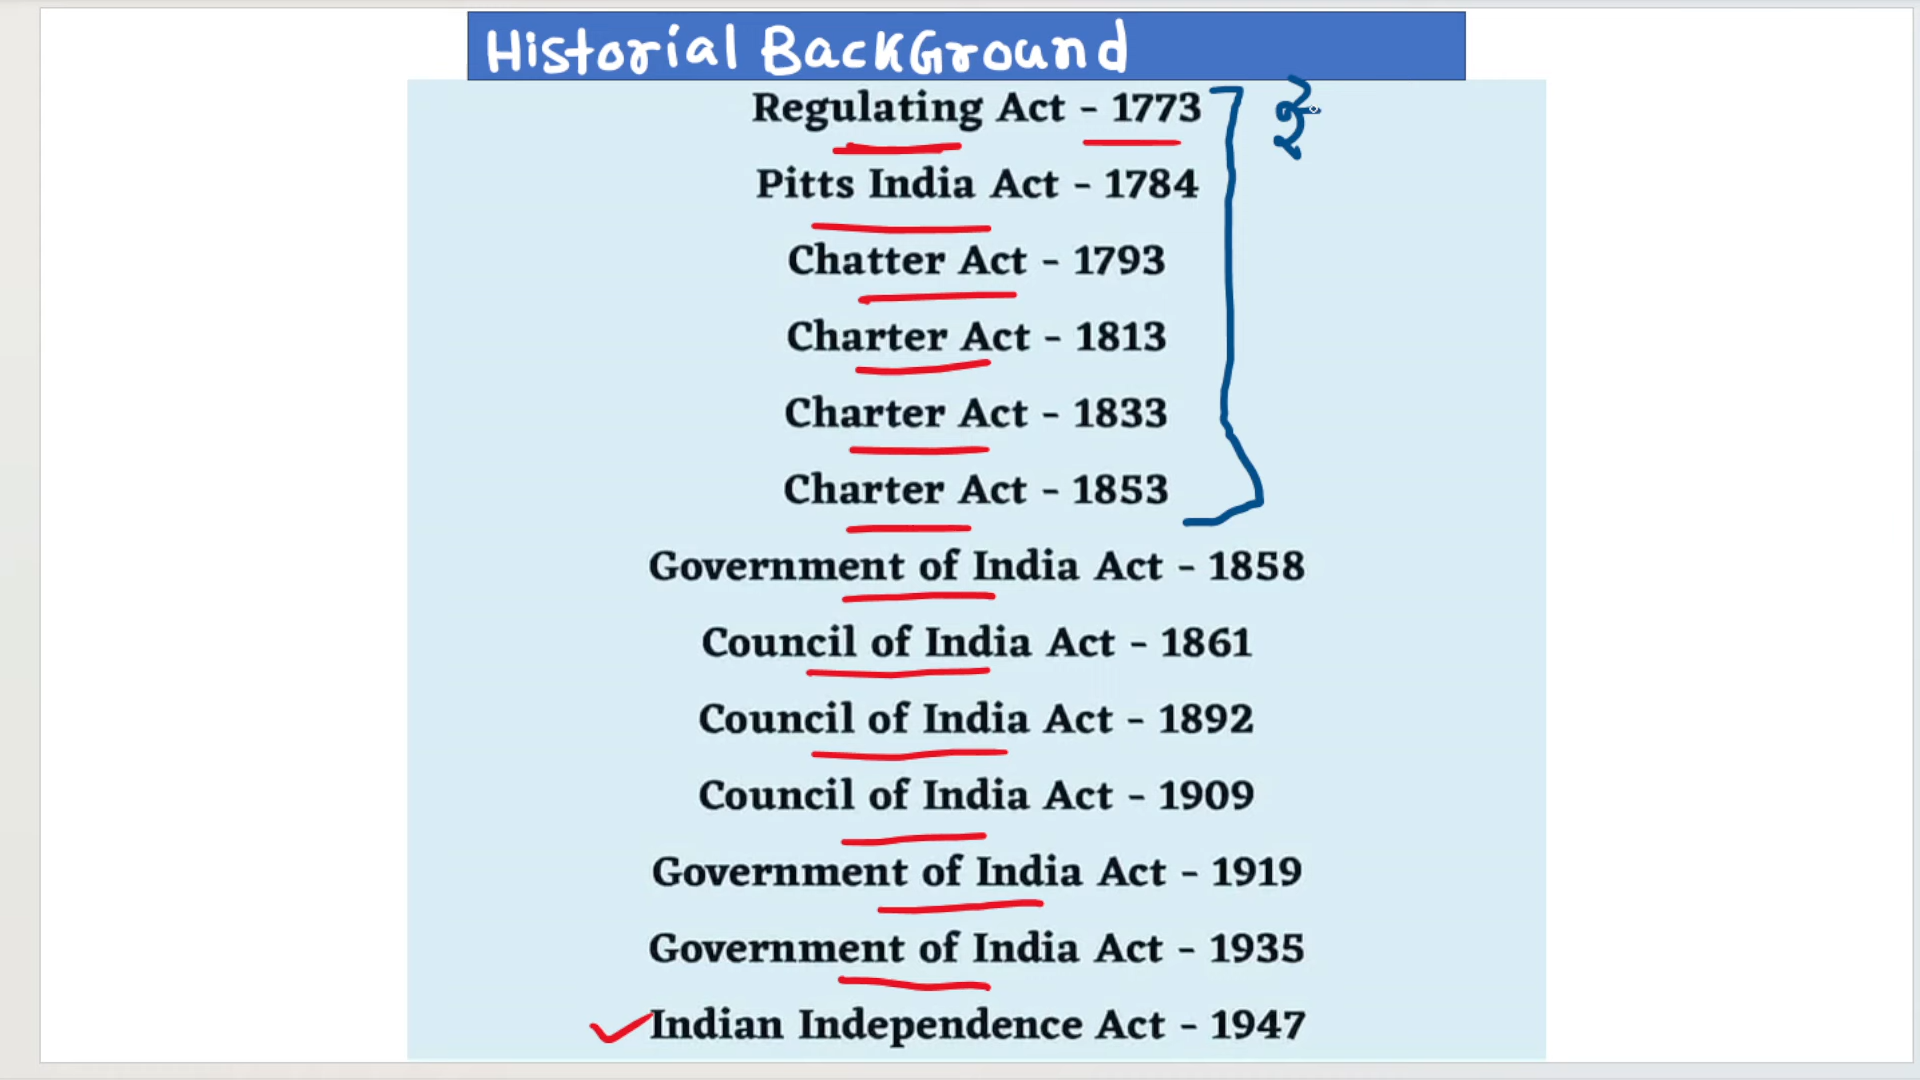 Historial BackGround
Regulating Act - 1773
Pitts India Act - 1784
Chatter Act - 1793
Charter Act - 1813
Charter Act - 1833
Charter Act - 1853
Government of India Act - 1858
Council of India Act - 1861
Council of India Act - 1892
Council of India Act - 1909
Government of India Act - 1919
Government of India Act - 1935
Indian Independence Act - 1947